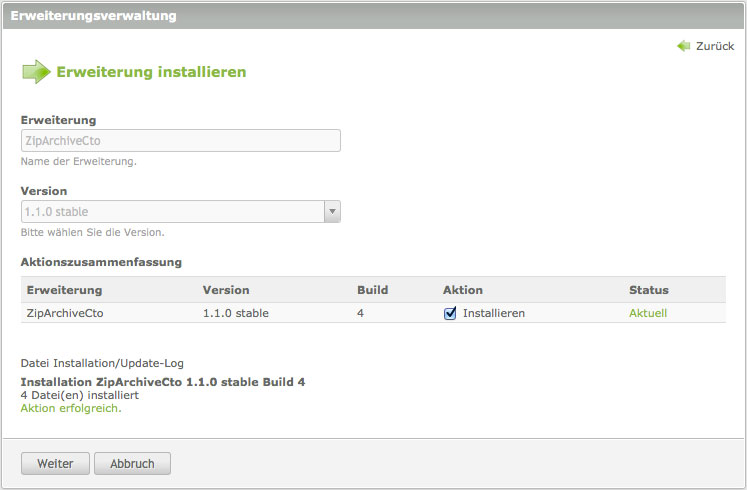 Erweiterungsverwaltung
Zurück
Erweiterung installieren
Erweiterung
ZipArchiveCto
Name der Erweiterung.
Version
1.1.0 stable
Bitte wählen Sie die Version.
Aktionszusammenfassung
Erweiterung Version Build Aktion Status
ZipArchiveCto 1.1.0 stable 4 Installieren Aktuell
Datei Installation/Update-Log
Installation ZipArchiveCto 1.1.0 stable Build 4
4 Datei(en) installiert
Aktion erfolgreich.
Weiter Abbruch